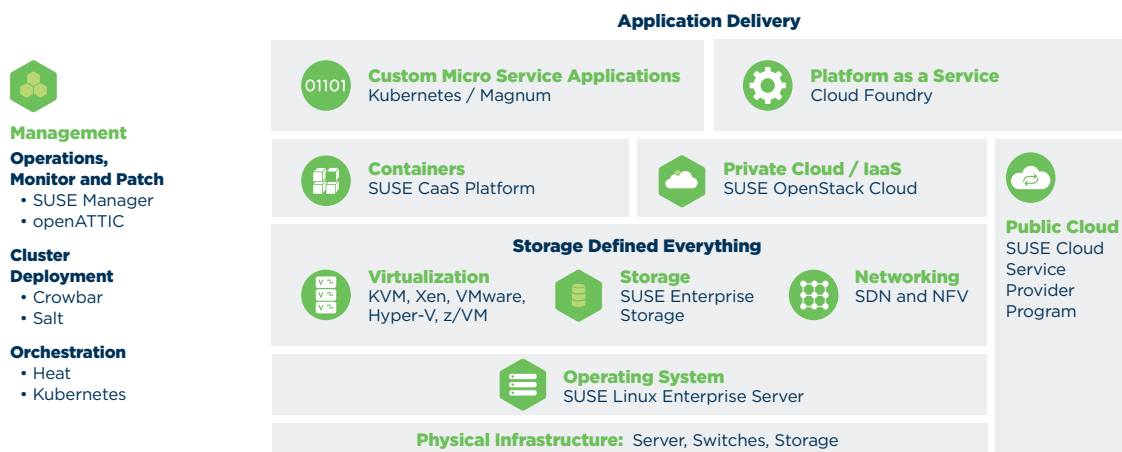 Application Delivery
Management
Operations,
Monitor and Patch
• SUSE Manager
• openATTIC
Cluster
Deployment
• Crowbar
• Salt
Orchestration
• Heat
• Kubernetes
01101
Custom Micro Service Applications
Kubernetes / Magnum
Platform as a Service
Cloud Foundry
Containers
SUSE CaaS Platform
Private Cloud / IaaS
SUSE OpenStack Cloud
Public Cloud
SUSE Cloud
Service
Provider
Program
Storage Defined Everything
Virtualization
KVM, Xen, VMware,
Hyper-V, z/VM
Storage
SUSE Enterprise
Storage
Networking
SDN and NFV
Operating System
SUSE Linux Enterprise Server
Physical Infrastructure: Server, Switches, Storage